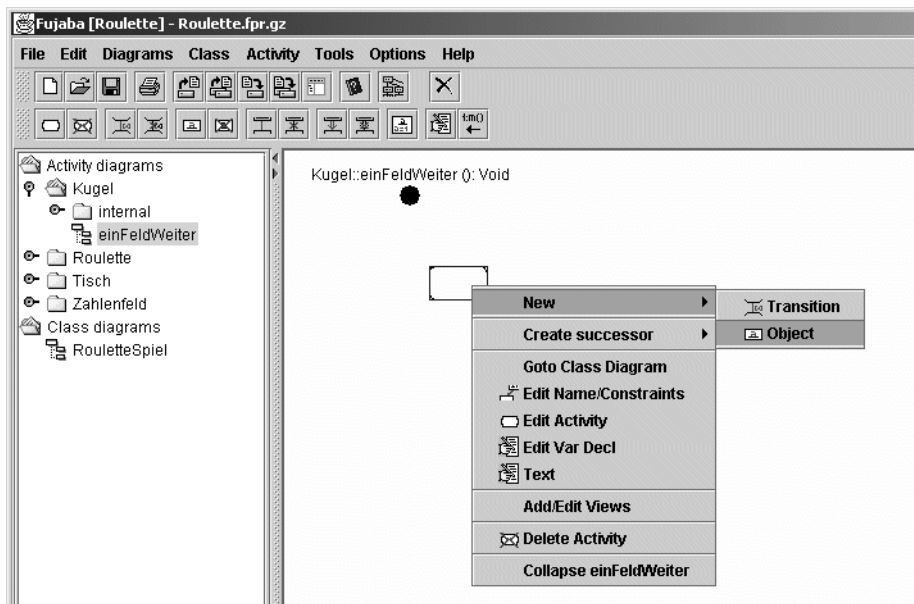 Fujaba [Roulette] - Roulette.fpr.gz
File Edit Diagrams Class Activity Tools Options Help
Activity diagrams
Kugel
internal
einFeldWeiter
Roulette
Tisch
Zahlenfeld
Class diagrams
RouletteSpiel
Kugel::einFeldWeiter (): Void
New
Create successor
Goto Class Diagram
Edit Name/Constraints
Edit Activity
Edit Var Decl
Text
Add/Edit Views
Delete Activity
Collapse einFeldWeiter
Transition
Object